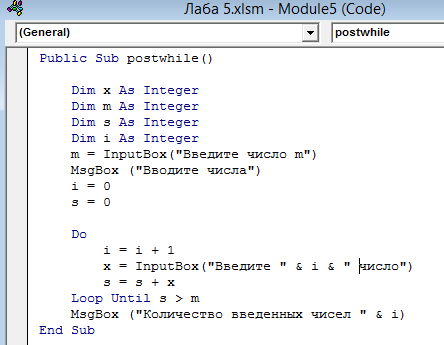 Лаба 5.xlsm - Module5 (Code)
(General) postwhile
Public Sub postwhile()
Dim x As Integer
Dim m As Integer
Dim s As Integer
Dim i As Integer
m = InputBox("Введите число m")
MsgBox ("Вводите числа")
i = 0
s = 0
Do
i = i + 1
x = InputBox("Введите " & i & " число")
s = s + x
Loop Until s > m
MsgBox ("Количество введенных чисел " & i)
End Sub